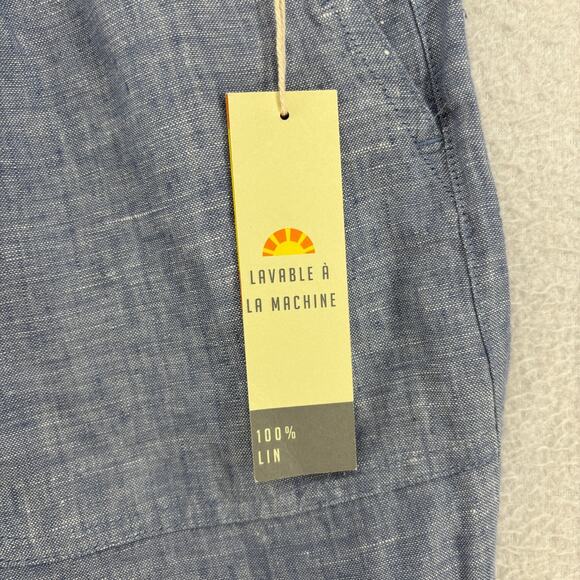 LAVABLE À
LA MACHINE
100%
LIN